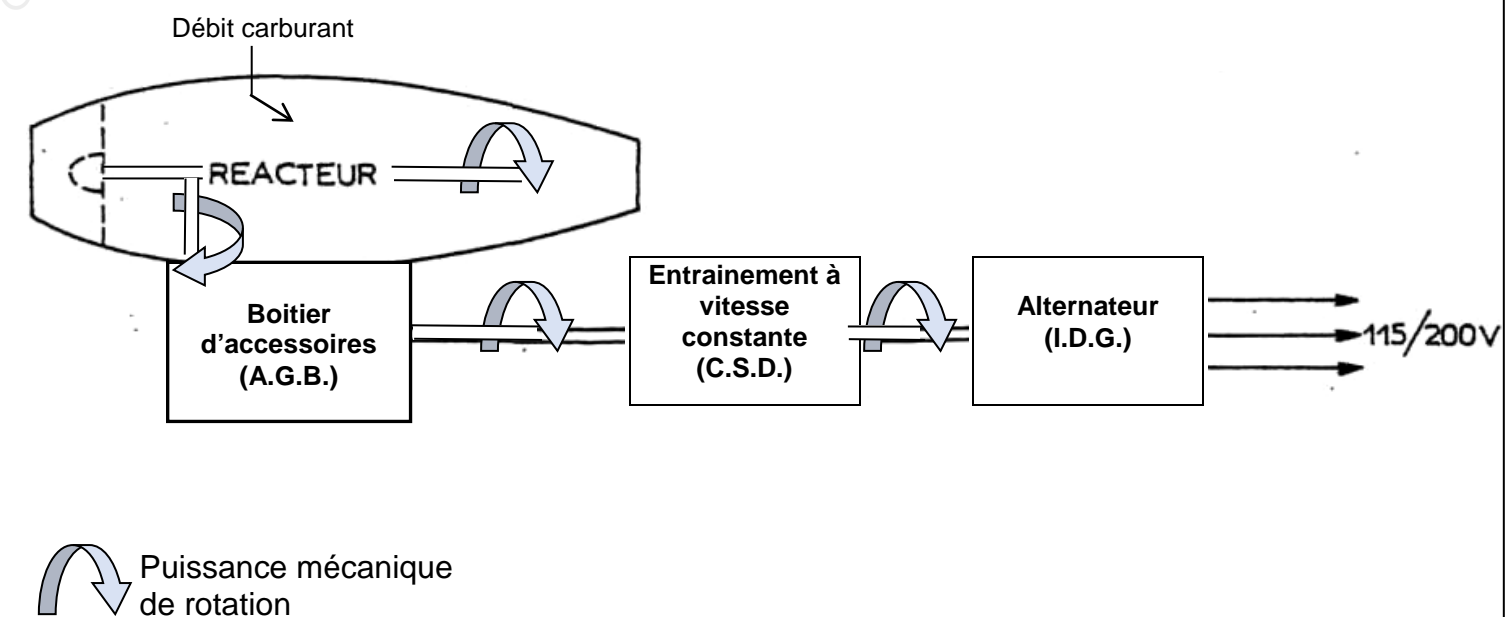 Débit carburant
REACTEUR
Boitier
d'accessoires
(A.G.B.)
Entrainement à
vitesse
constante
(C.S.D.)
Alternateur
(I.D.G.)
115/200V
Puissance mécanique
de rotation